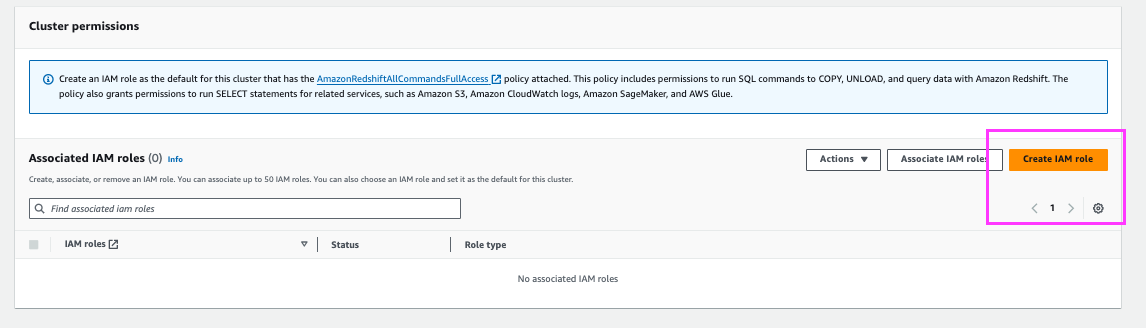 Cluster permissions
Create an IAM role as the default for this cluster that has the AmazonRedshiftAllCommandsFullAccess policy attached. This policy includes permissions to run SQL commands to COPY, UNLOAD, and query data with Amazon Redshift. The
policy also grants permissions to run SELECT statements for related services, such as Amazon S3, Amazon CloudWatch logs, Amazon SageMaker, and AWS Glue.
Associated IAM roles (0) Info
Actions Associate IAM roles Create IAM role
Create, associate, or remove an IAM role. You can associate up to 50 IAM roles. You can also choose an IAM role and set it as the default for this cluster.
Find associated iam roles
1
IAM roles Status Role type
No associated IAM roles